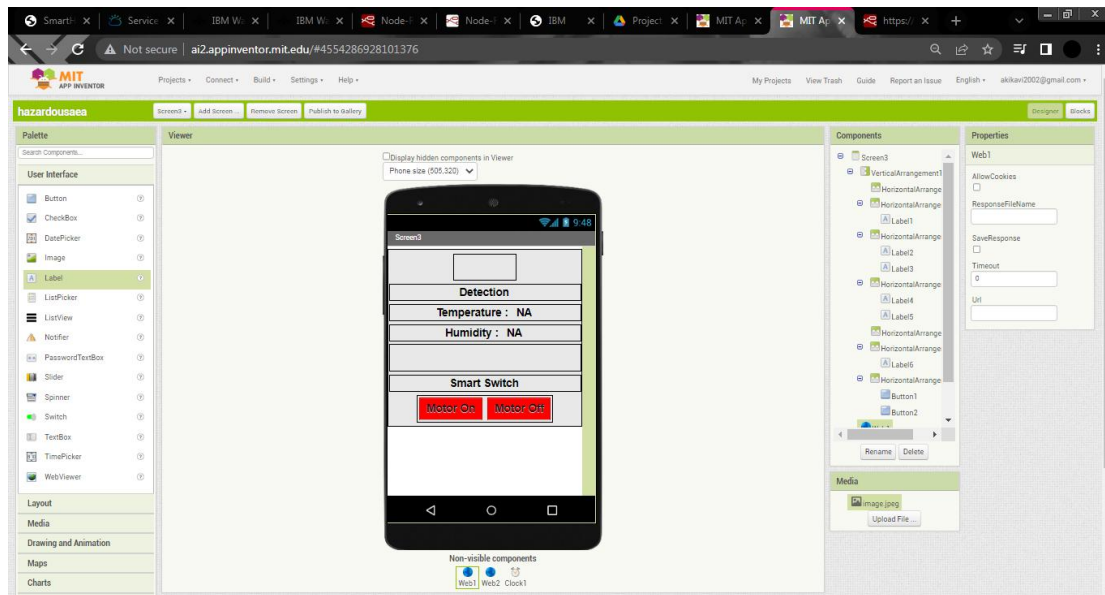 SmartF
Service
IBM Wa
IBM Wa
Node-F
Node-F
IBM
Project
MIT Ap
MIT Ap
https://
Not secure | ai2.appinventor.mit.edu/#4554286928101376
MIT
APP INVENTOR
Projects
Connect
Build
Settings
Help
My Projects
View Trash
Guide
Report an Issue
English
akikavi2002@gmail.com
hazardousaea
Screen3
Add Screen ...
Remove Screen
Publish to Gallery
Designer
Blocks
Palette
Search Components...
User Interface
Button
CheckBox
DatePicker
Image
Label
ListPicker
ListView
Notifier
PasswordTextBox
Slider
Spinner
Switch
TextBox
TimePicker
WebViewer
Layout
Media
Drawing and Animation
Maps
Charts
Viewer
Display hidden components in Viewer
Phone size (505,320)
9:48
Screen3
Detection
Temperature : NA
Humidity : NA
Smart Switch
Motor On Motor Off
Non-visible components
Web1 Web2 Clock1
Components
Screen3
VerticalArrangement1
HorizontalArrange
HorizontalArrange
Label1
HorizontalArrange
Label2
Label3
HorizontalArrange
Label4
Label5
HorizontalArrange
HorizontalArrange
Label6
HorizontalArrange
Button1
Button2
Rename Delete
Media
image.jpeg
Upload File ...
Properties
Web1
AllowCookies
ResponseFileName
SaveResponse
Timeout
0
Url